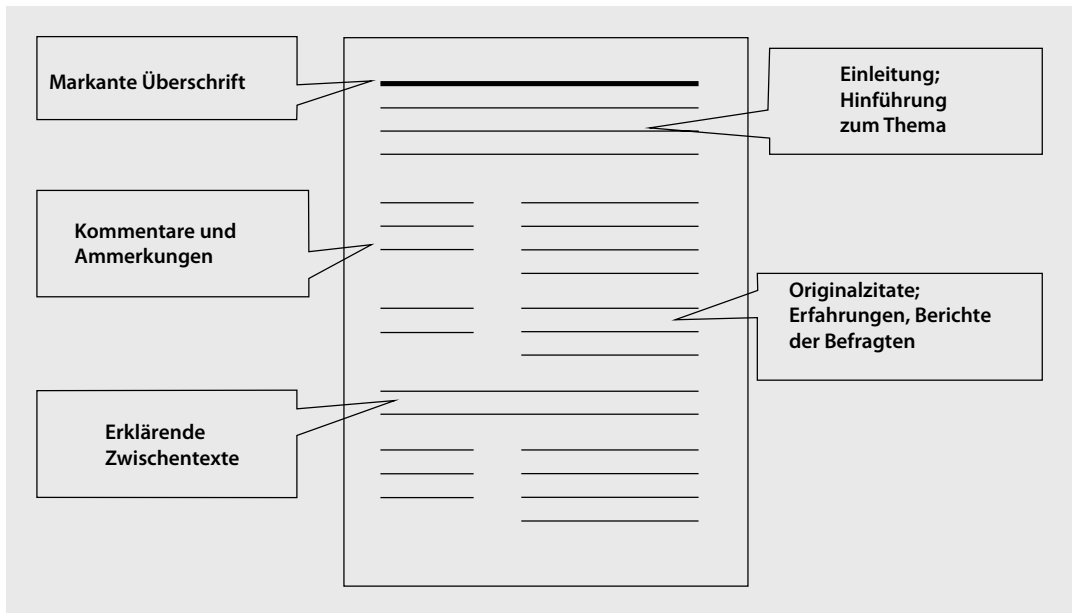 Markante Überschrift
Einleitung;
Hinführung
zum Thema
Kommentare und
Ammerkungen
Originalzitate;
Erfahrungen, Berichte
der Befragten
Erklärende
Zwischentexte